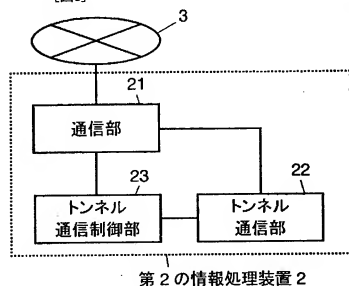 3
21
通信部
23
トンネル
通信制御部
22
トンネル
通信部
第2の情報処理装置2